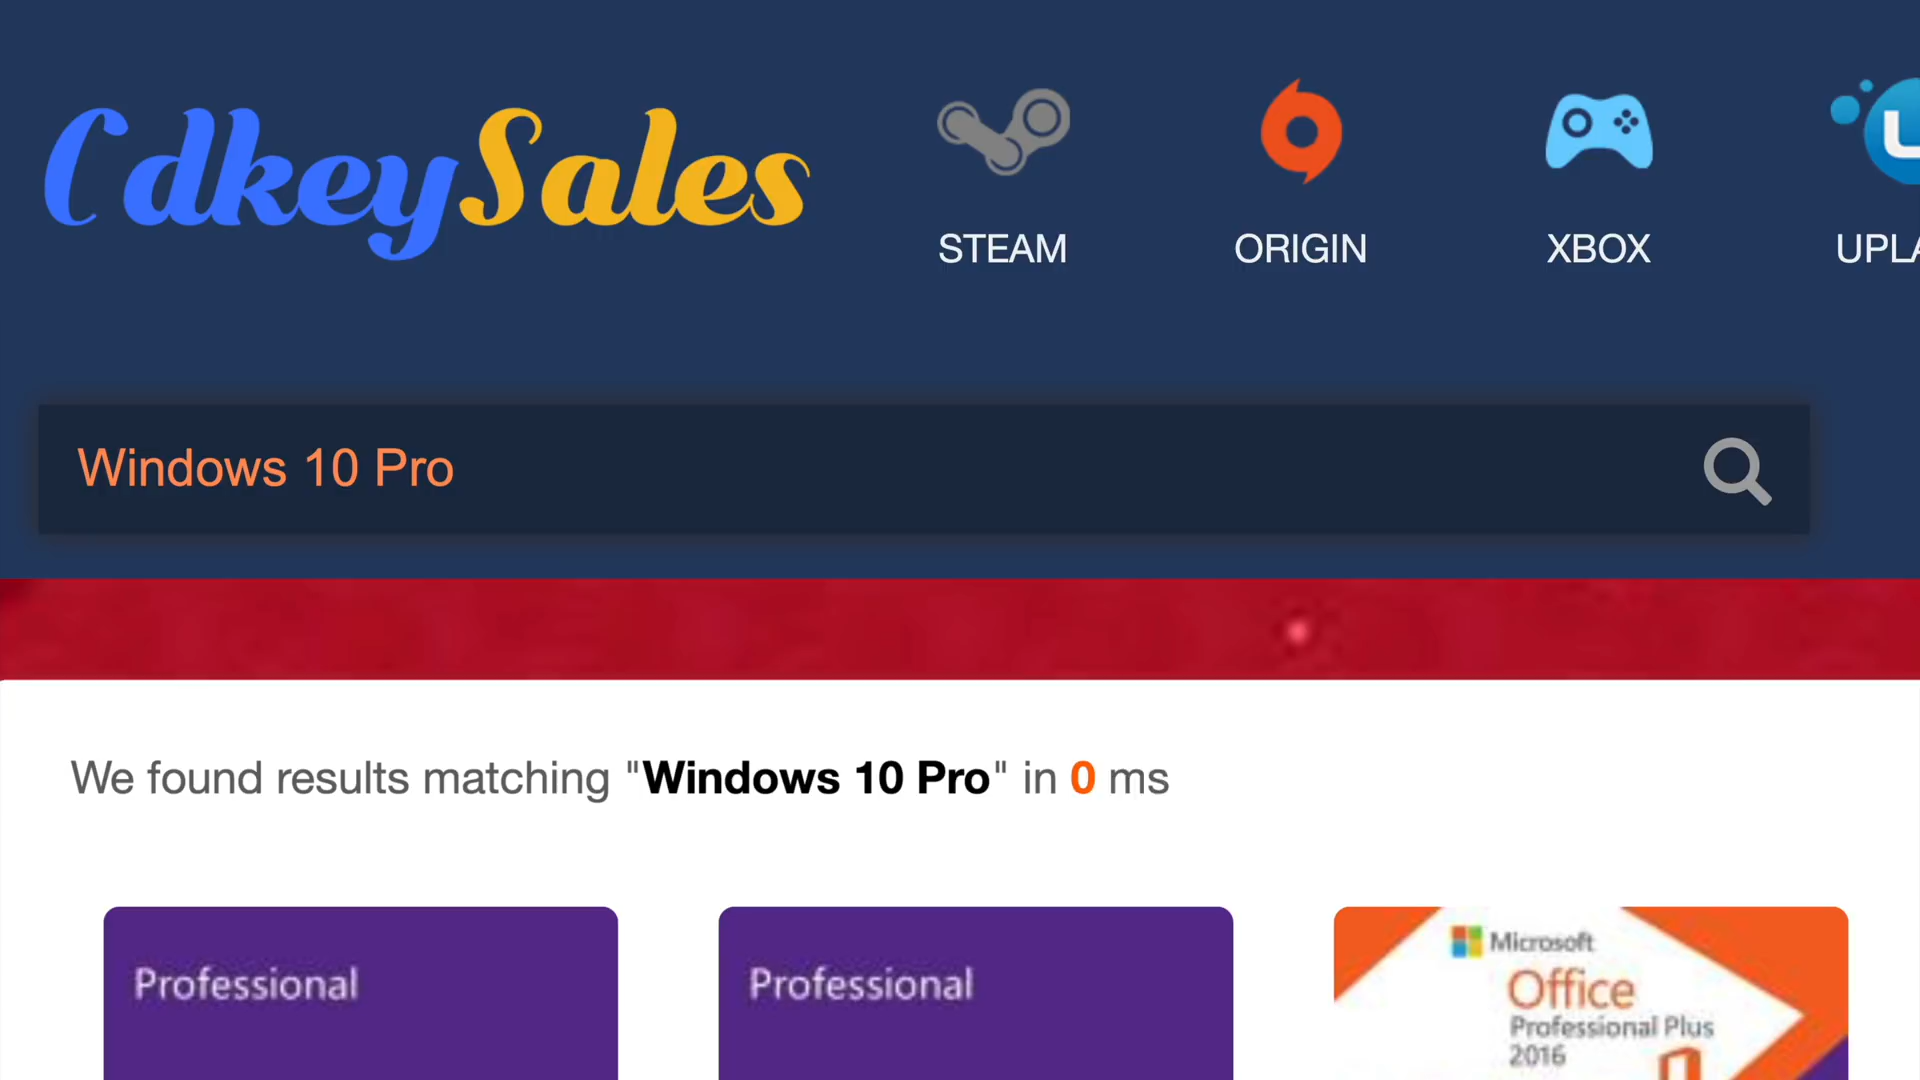 CdkeySales
STEAM
ORIGIN
XBOX
UPLA
Windows 10 Pro
We found results matching "Windows 10 Pro" in 0 ms
Professional
Professional
Microsoft
Office
Professional Plus
2016